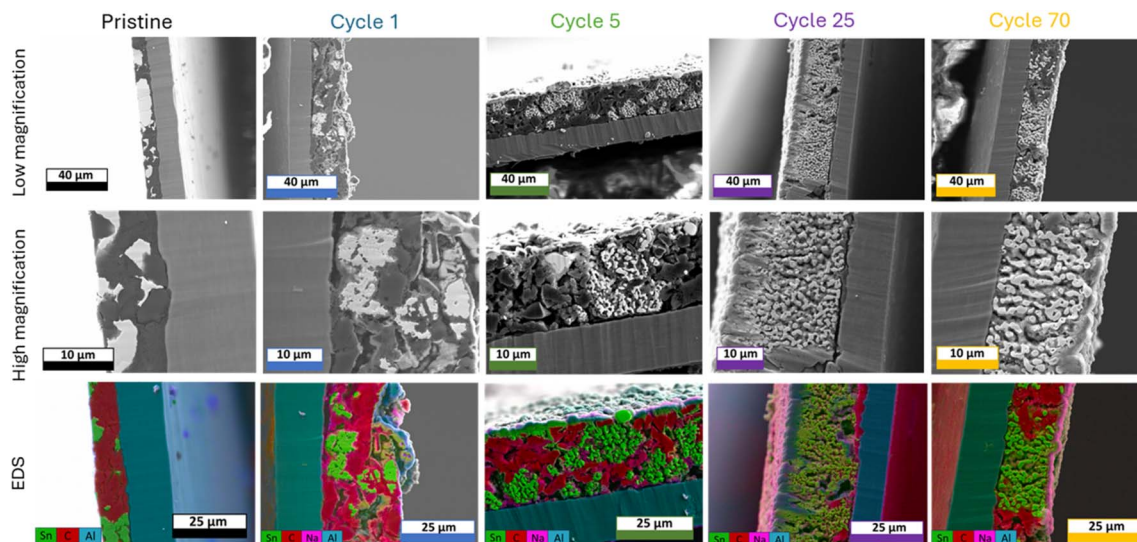 Pristine
Cycle 1
Cycle 5
Cycle 25
Cycle 70
Low magnification
40 μm
40 μm
40 μm
40 μm
40 μm
High magnification
10 μm
10 μm
10 μm
10 μm
10 μm
EDS
25 μm
25 μm
25 μm
25 μm
25 μm
Sn C Al
Sn C Na Al
Sn C Na Al
Sn C Na Al
Sn C Na Al